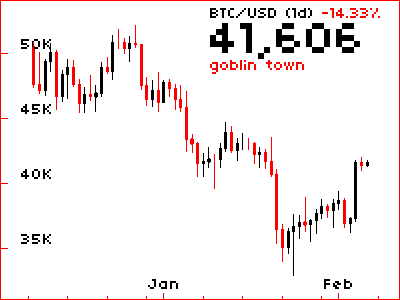 BTC/USD (1d) -14.33%
41,606
goblin town
50K
45K
40K
35K
Jan Feb